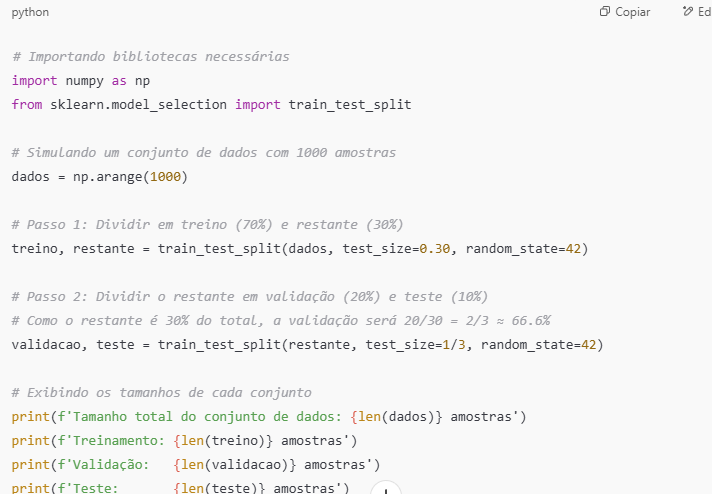 python Copiar Ed
# Importando bibliotecas necessárias
import numpy as np
from sklearn.model_selection import train_test_split
# Simulando um conjunto de dados com 1000 amostras
dados = np.arange(1000)
# Passo 1: Dividir em treino (70%) e restante (30%)
treino, restante = train_test_split(dados, test_size=0.30, random_state=42)
# Passo 2: Dividir o restante em validação (20%) e teste (10%)
# Como o restante é 30% do total, a validação será 20/30 = 2/3 ≈ 66.6%
validacao, teste = train_test_split(restante, test_size=1/3, random_state=42)
# Exibindo os tamanhos de cada conjunto
print(f'Tamanho total do conjunto de dados: {len(dados)} amostras')
print(f'Treinamento: {len(treino)} amostras')
print(f'Validação:   {len(validacao)} amostras')
print(f'Teste:       {len(teste)} amostras')